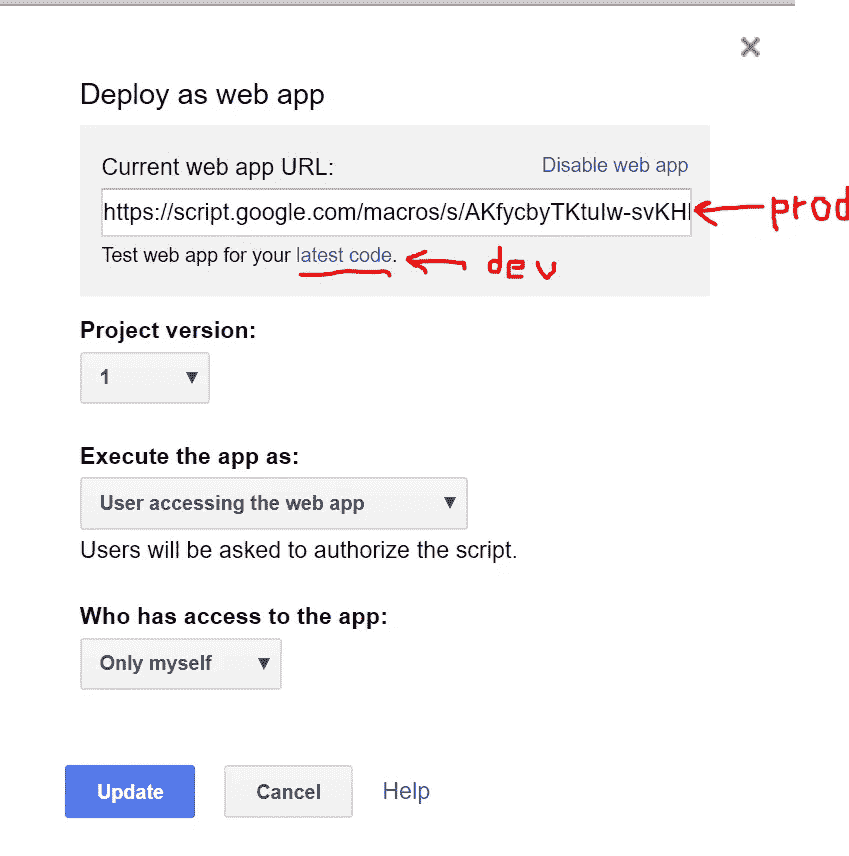 Deploy as web app
Current web app URL:
Disable web app
https://script.google.com/macros/s/AKfycbyTKtuIw-svKH
prod
Test web app for your latest code.
dev
Project version:
1
Execute the app as:
User accessing the web app
Users will be asked to authorize the script.
Who has access to the app:
Only myself
Update
Cancel
Help